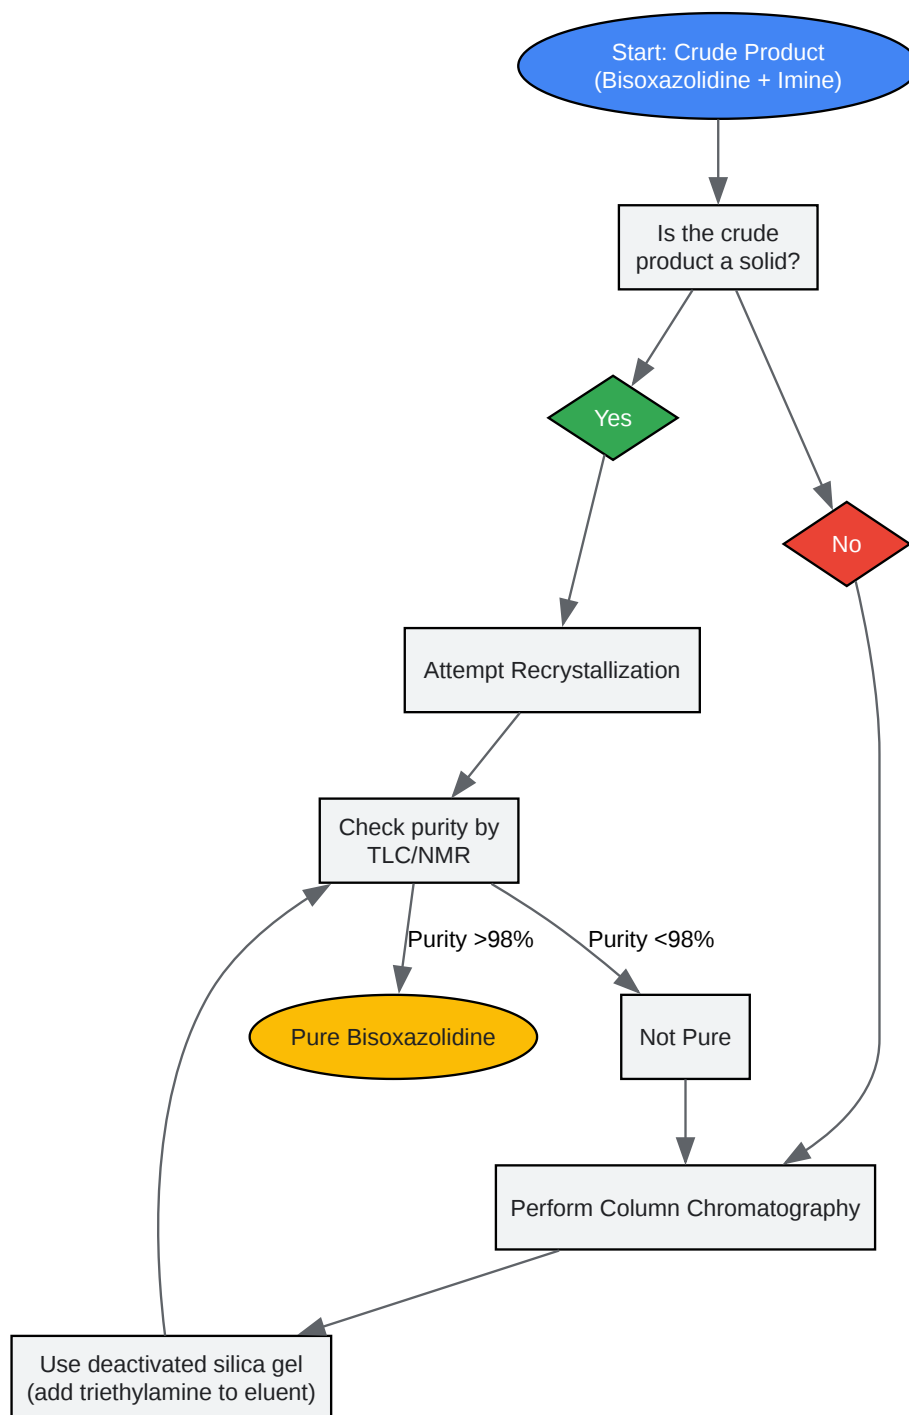 Start: Crude Product
(Bisoxazolidine + Imine)
Is the crude
product a solid?
Yes
No
Attempt Recrystallization
Check purity by
TLC/NMR
Purity >98%
Purity <98%
Pure Bisoxazolidine
Not Pure
Perform Column Chromatography
Use deactivated silica gel
(add triethylamine to eluent)